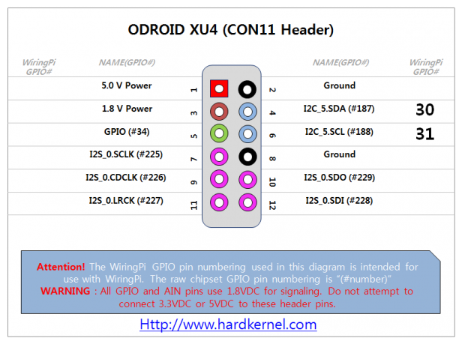 ODROID XU4 (CON11 Header)
WiringPi GPIO# NAME(GPIO#) NAME(GPIO#) WiringPi GPIO#
5.0 V Power 1 2 Ground
1.8 V Power 3 4 I2C_5.SDA (#187) 30
GPIO (#34) 5 6 I2C_5.SCL (#188) 31
I2S_0.SCLK (#225) 7 8 Ground
I2S_0.CDCLK (#226) 9 10 I2S_0.SDO (#229)
I2S_0.LRCK (#227) 11 12 I2S_0.SDI (#228)
Attention! The WiringPi GPIO pin numbering used in this diagram is intended for
use with WiringPi. The raw chipset GPIO pin numbering is "(#number)"
WARNING : All GPIO and AIN pins use 1.8VDC for signaling. Do not attempt to
connect 3.3VDC or 5VDC to these header pins.
Http://www.hardkernel.com